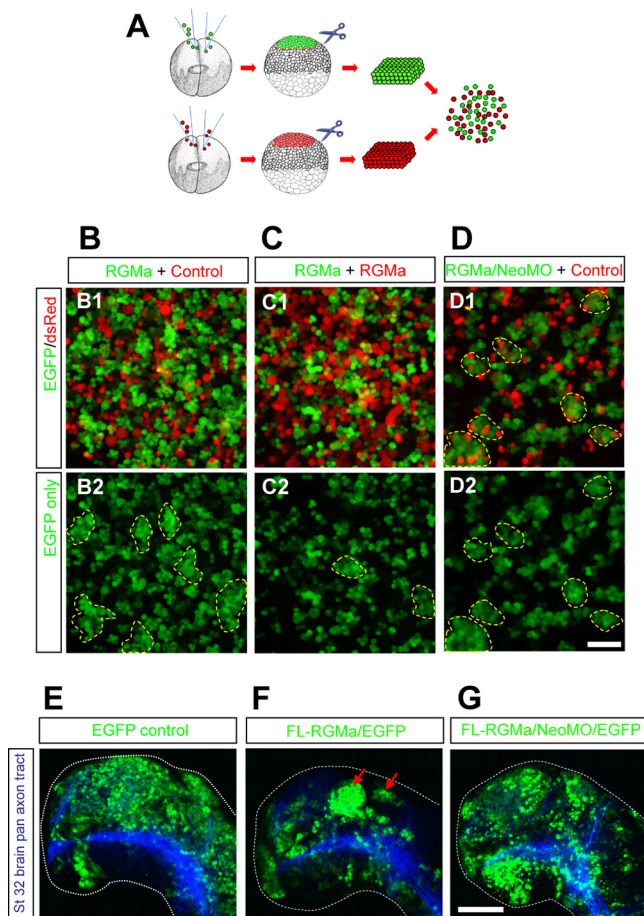 A
B
C
D
RGMa + Control
RGMa + RGMa
RGMa/NeoMO + Control
EGFP/dsRed
B1
C1
D1
EGFP only
B2
C2
D2
E
F
G
EGFP control
FL-RGMa/EGFP
FL-RGMa/NeoMO/EGFP
St 32 brain pan axon tract